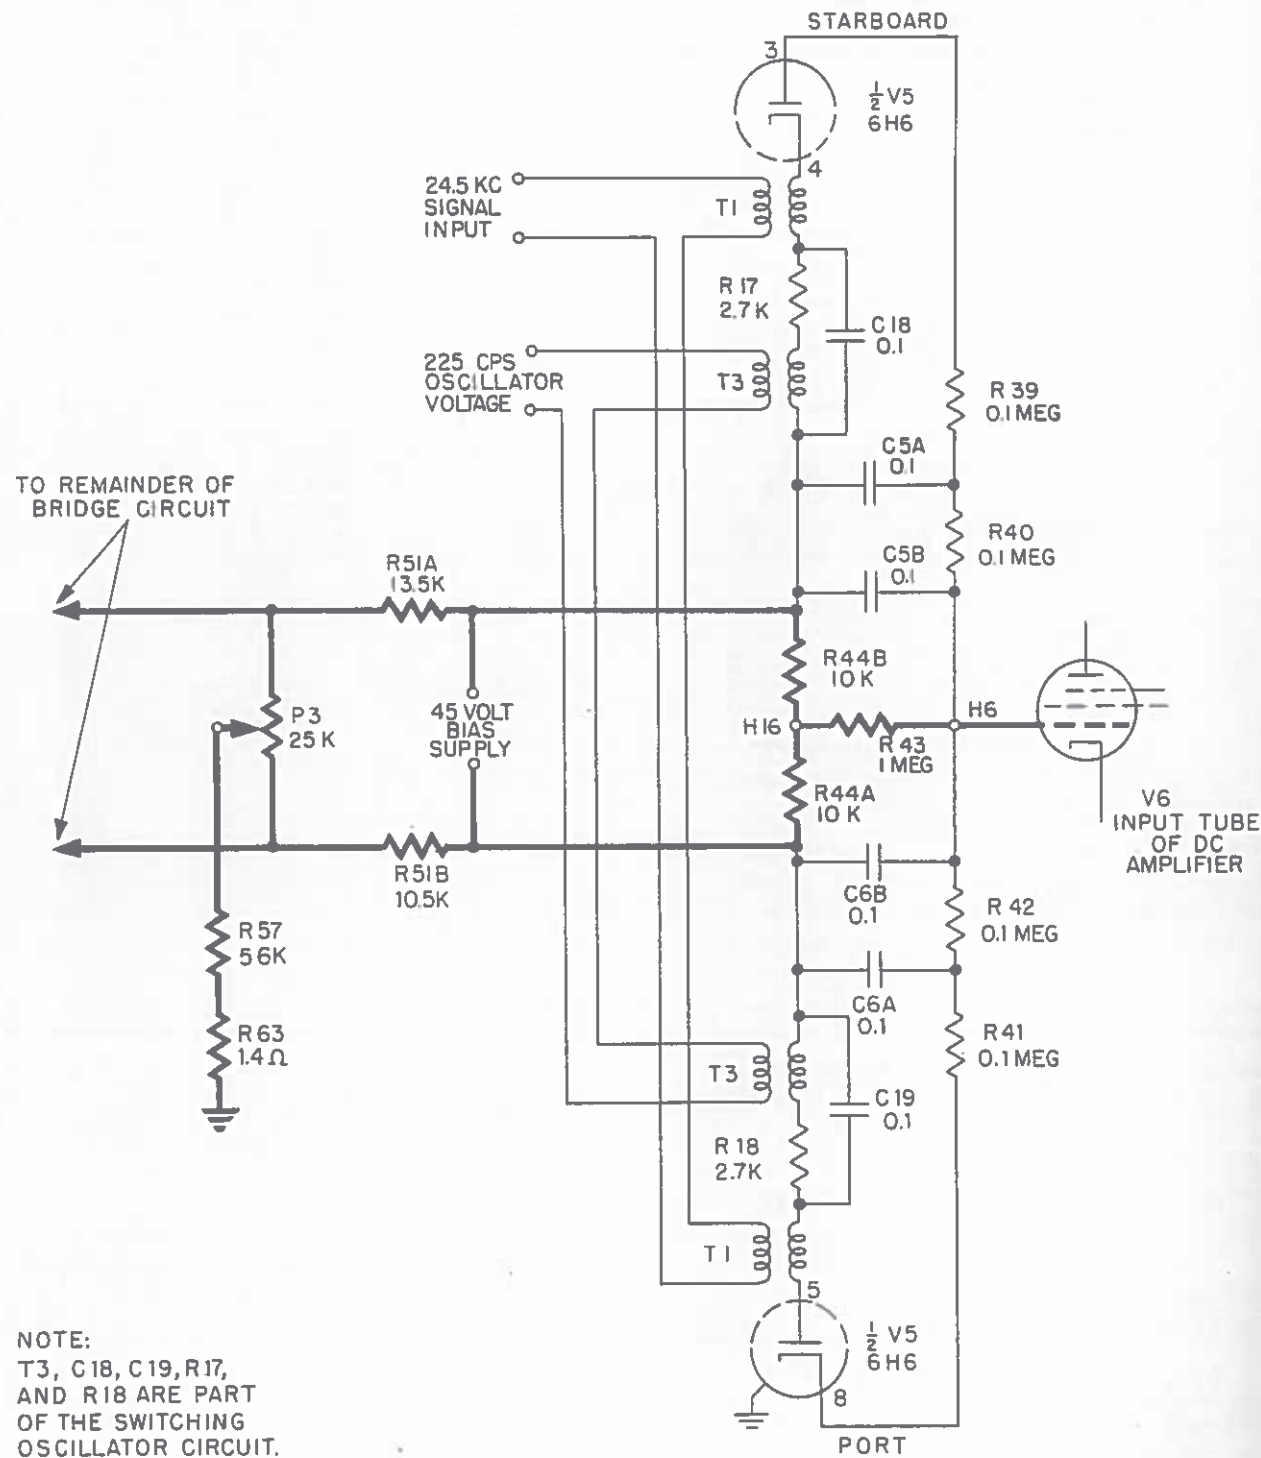 STARBOARD
3
½ V5
6H6
4
24.5 KC
SIGNAL
INPUT
T1
R 17
2.7 K
C18
0.1
225 CPS
OSCILLATOR
VOLTAGE
T3
R 39
0.1 MEG
C5A
0.1
TO REMAINDER OF
BRIDGE CIRCUIT
R40
0.1 MEG
C5B
0.1
R51A
13.5K
R44B
10 K
P3
25 K
45 VOLT
BIAS
SUPPLY
H16
H6
R 43
1 MEG
R44A
10 K
V6
INPUT TUBE
OF DC
AMPLIFIER
R51B
10.5K
C6B
0.1
R 42
0.1 MEG
R 57
56K
C6A
0.1
R 63
1.4Ω
R41
0.1 MEG
T3
C 19
0.1
R 18
2.7K
T1
5
½ V5
6H6
8
PORT
NOTE:
T3, C18, C19, R17,
AND R18 ARE PART
OF THE SWITCHING
OSCILLATOR CIRCUIT.